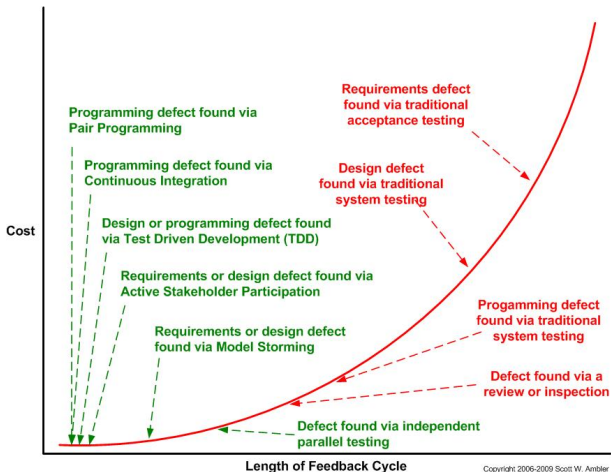 Programming defect found via
Pair Programming
Programming defect found via
Continuous Integration
Design or programming defect found
via Test Driven Development (TDD)
Requirements or design defect found via
Active Stakeholder Participation
Requirements or design defect
found via Model Storming
Requirements defect
found via traditional
acceptance testing
Design defect
found via traditional
system testing
Cost
Progamming defect
found via traditional
system testing
Defect found via a
review or inspection
Defect found via independent
parallel testing
Length of Feedback Cycle
Copyright 2006-2009 Scott W. Ambler